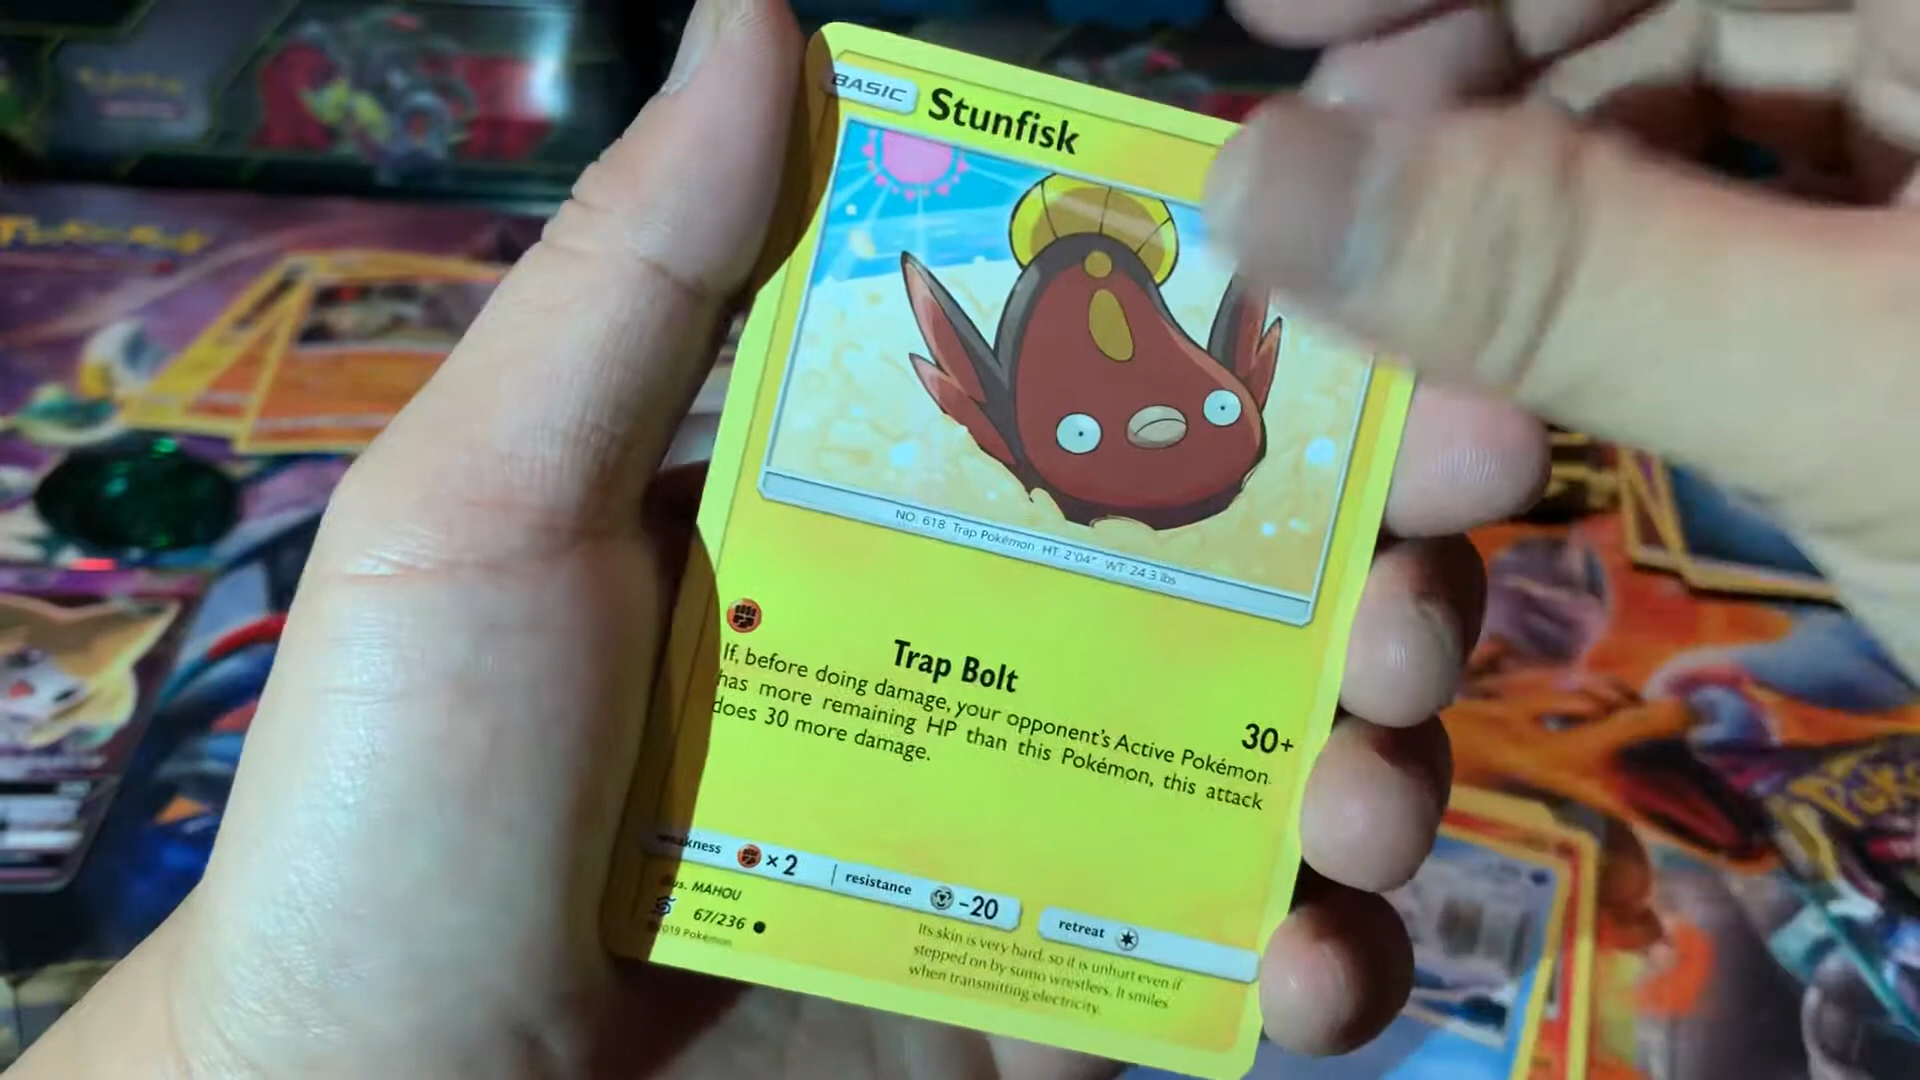 BASIC
Stunfisk
NO. 618 Trap Pokémon HT: 2'04" WT: 24.3 lbs
Trap Bolt
30+
If, before doing damage, your opponent's Active Pokémon
has more remaining HP than this Pokémon, this attack
does 30 more damage.
weakness ×2 resistance -20 retreat
illus. MAHOU
67/236
2019 Pokémon
Its skin is very hard, so it is unhurt even if
stepped on by sumo wrestlers. It smiles
when transmitting electricity.
Pokémon